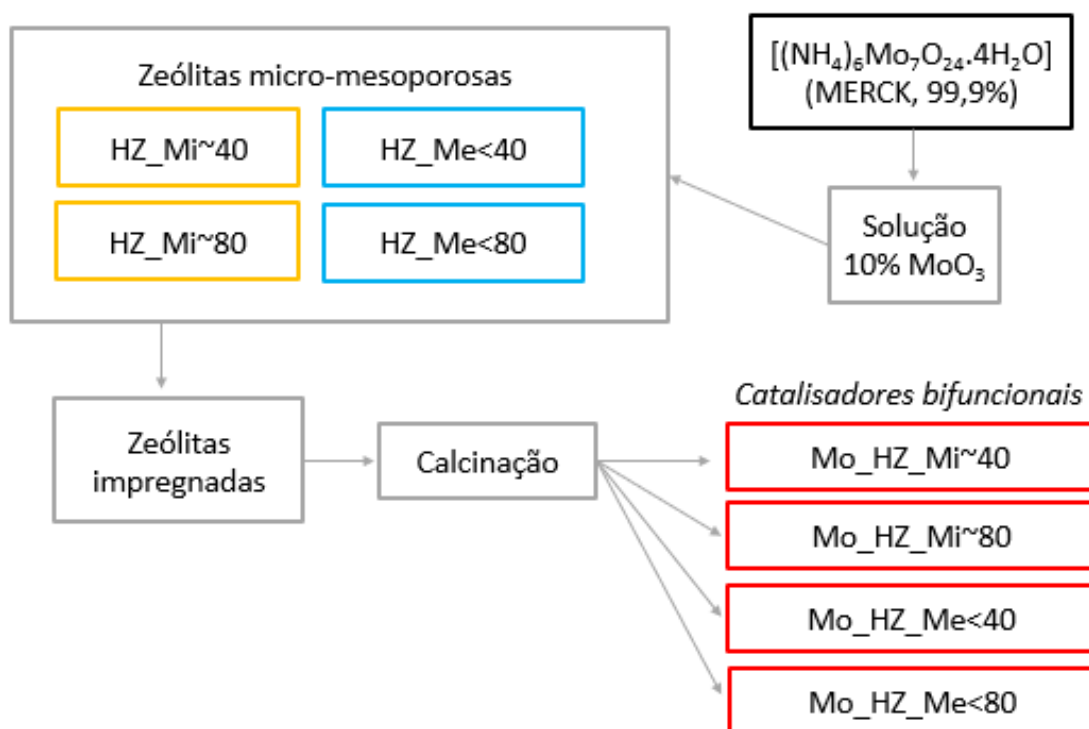 [(NH₄)₆Mo₇O₂₄.4H₂O]
(MERCK, 99,9%)
Zeólitas micro-mesoporosas
HZ_Mi~40
HZ_Me<40
HZ_Mi~80
HZ_Me<80
Solução
10% MoO₃
Zeólitas
impregnadas
Calcinação
Catalisadores bifuncionais
Mo_HZ_Mi~40
Mo_HZ_Mi~80
Mo_HZ_Me<40
Mo_HZ_Me<80